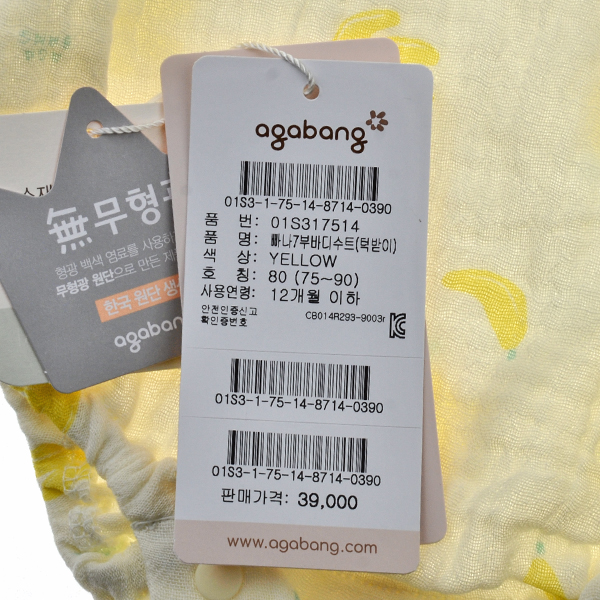 agabang
01S3-1-75-14-8714-0390
품 번: 01S317514
품 명: 빠나7부바디수트(턱받이)
색 상: YELLOW
호 칭: 80 (75~90)
사용연령: 12개월 이하
안전인증신고
확인증번호 CB014R293-9003r
01S3-1-75-14-8714-0390
01S3-1-75-14-8714-0390
판매가격: 39,000
www.agabang.com
無무형광
형광 백색 염료를 사용하
무형광 원단으로 만든 제
한국 원단 생
agabang